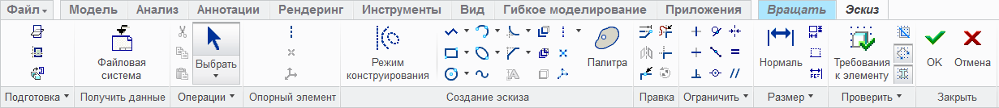 Файл Модель Анализ Аннотации Рендеринг Инструменты Вид Гибкое моделирование Приложения Вращать Эскиз
Файловая система
Выбрать
Режим конструирования
Палитра
Нормаль
Требования к элементу
OK
Отмена
Подготовка Получить данные Операции Опорный элемент Создание эскиза Правка Ограничить Размер Проверить Закрыть